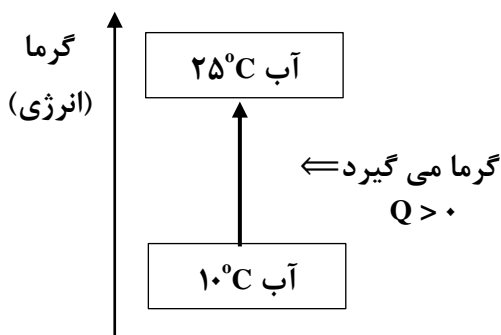 گرما
(انرژی)
آب ۲۵°C
گرما می گیرد ⇐
Q > ۰
آب ۱۰°C